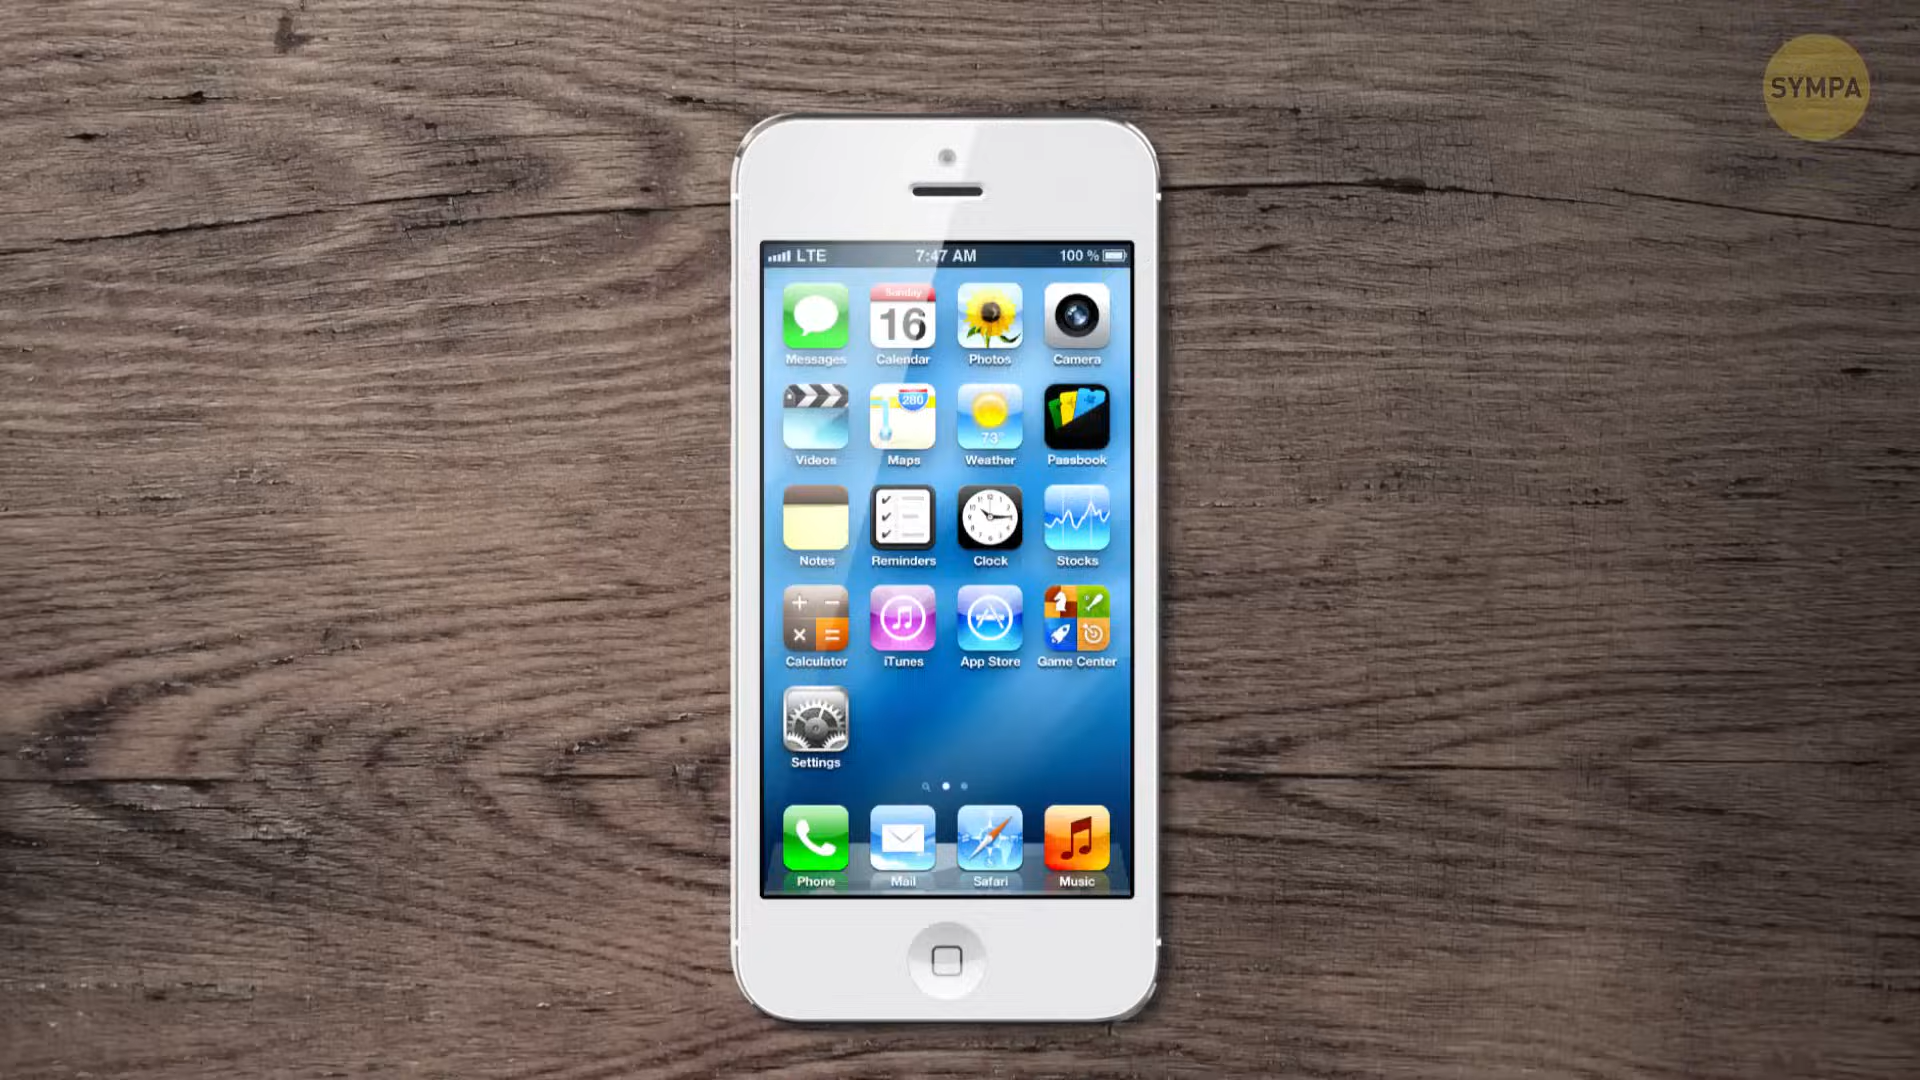 SYMPA
LTE 7:47 AM 100 %
Sunday
16
Messages Calendar Photos Camera
280
73°
Videos Maps Weather Passbook
Notes Reminders Clock Stocks
Calculator iTunes App Store Game Center
Settings
Phone Mail Safari Music